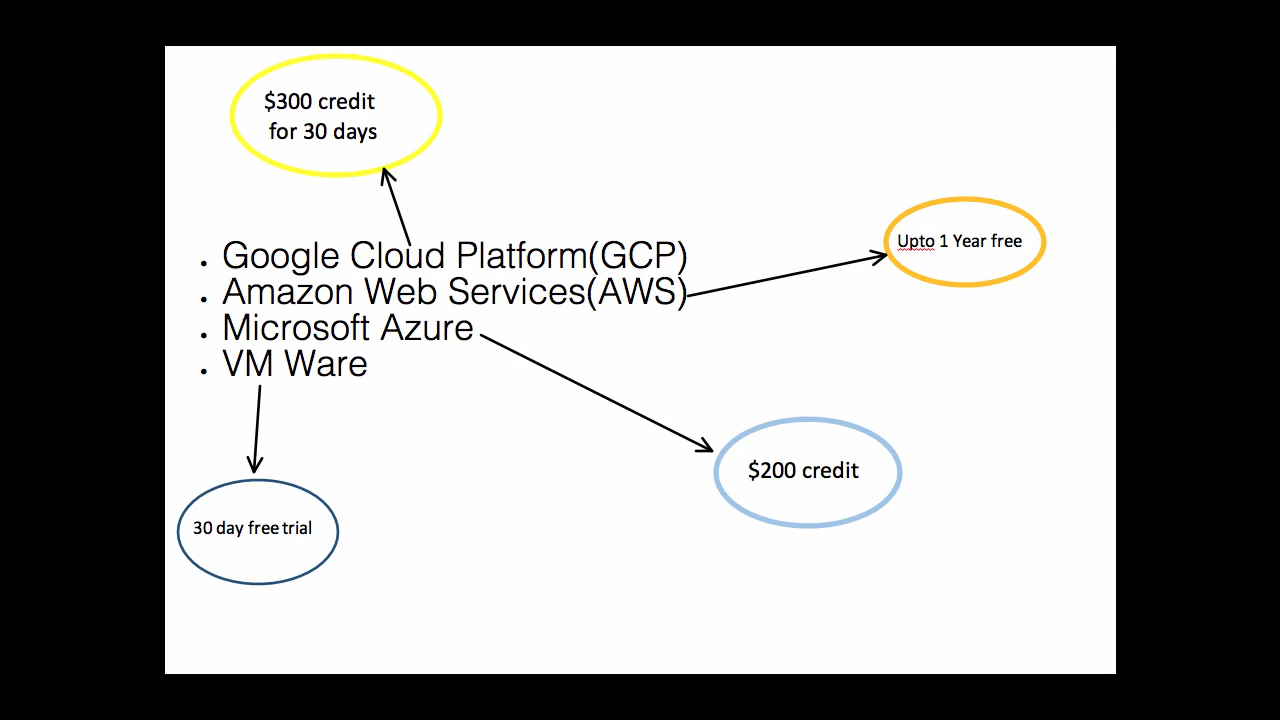 $300 credit
for 30 days
Upto 1 Year free
• Google Cloud Platform(GCP)
• Amazon Web Services(AWS)
• Microsoft Azure
• VM Ware
$200 credit
30 day free trial